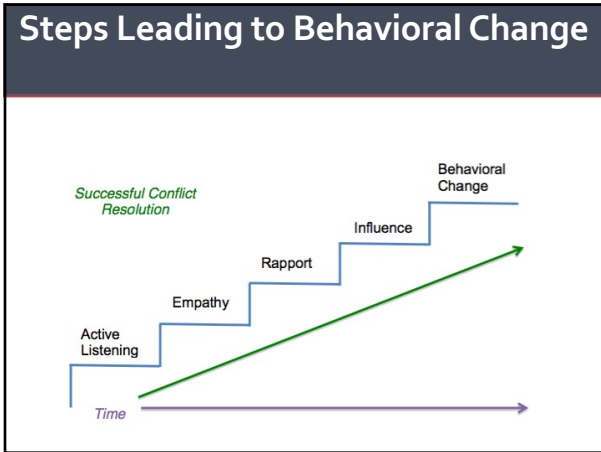 Steps Leading to Behavioral Change
Successful Conflict
Resolution
Behavioral
Change
Influence
Rapport
Empathy
Active
Listening
Time